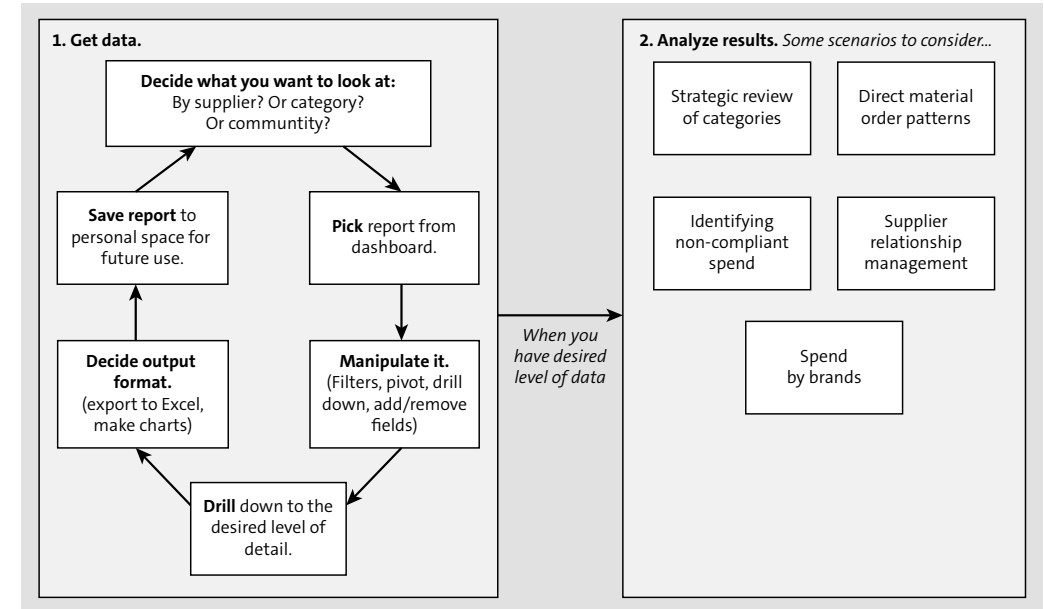 1. Get data.
Decide what you want to look at:
By supplier? Or category?
Or communtity?
Save report to
personal space for
future use.
Pick report from
dashboard.
Decide output
format.
(export to Excel,
make charts)
Manipulate it.
(Filters, pivot, drill
down, add/remove
fields)
Drill down to the
desired level of
detail.
When you
have desired
level of data
2. Analyze results. Some scenarios to consider...
Strategic review
of categories
Direct material
order patterns
Identifying
non-compliant
spend
Supplier
relationship
management
Spend
by brands